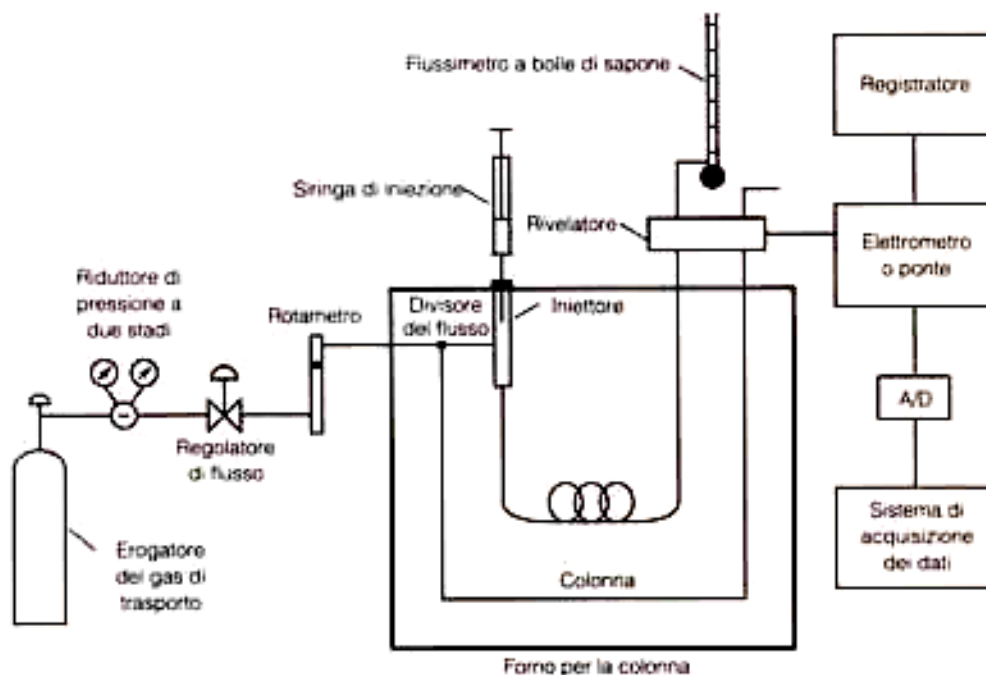 Flussimetro a bolle di sapone
Registratore
Siringa di iniezione
Rivelatore
Elettrometro
o ponte
Riduttore di
pressione a
due stadi
Rotametro
Divisore
del flusso
Iniettore
A/D
Regolatore
di flusso
Sistema di
acquisizione
dei dati
Erogatore
del gas di
trasporto
Colonna
Forno per la colonna